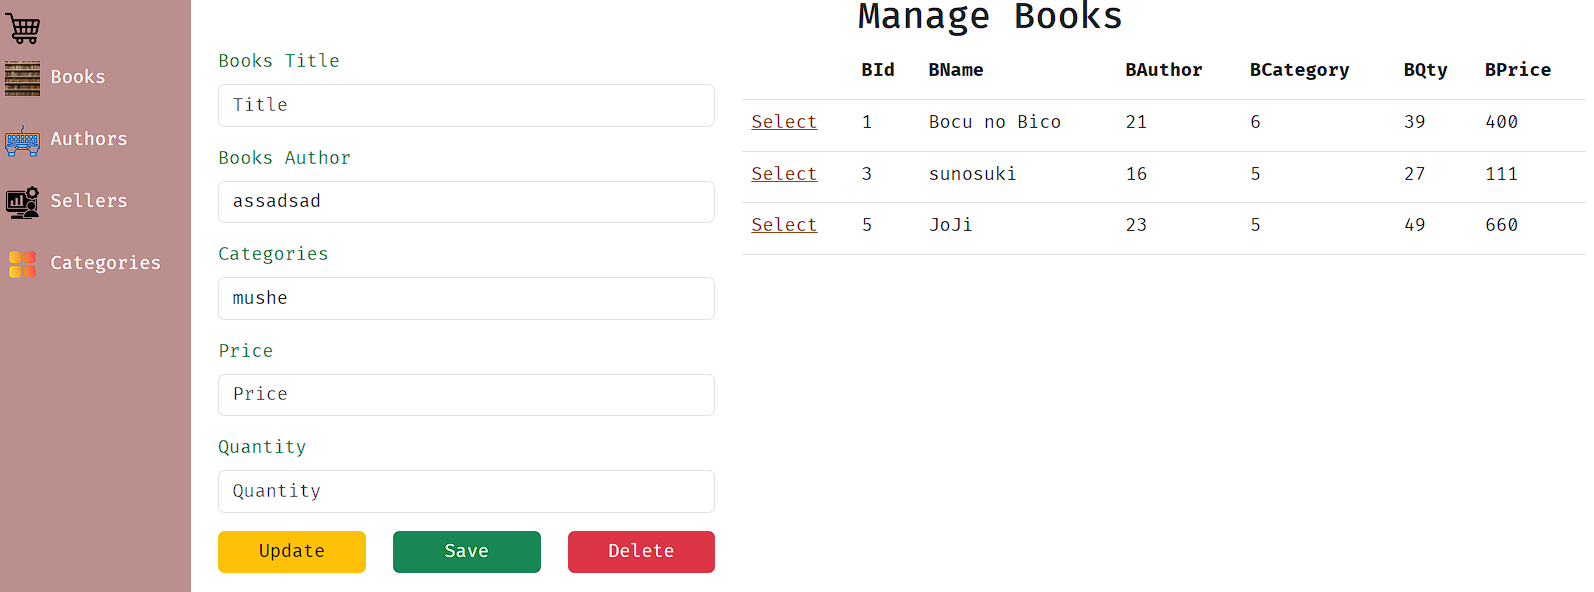 Books
Authors
Sellers
Categories
Manage Books
Books Title
Title
Books Author
assadsad
Categories
mushe
Price
Price
Quantity
Quantity
Update Save Delete
BId BName BAuthor BCategory BQty BPrice
Select 1 Bocu no Bico 21 6 39 400
Select 3 sunosuki 16 5 27 111
Select 5 JoJi 23 5 49 660